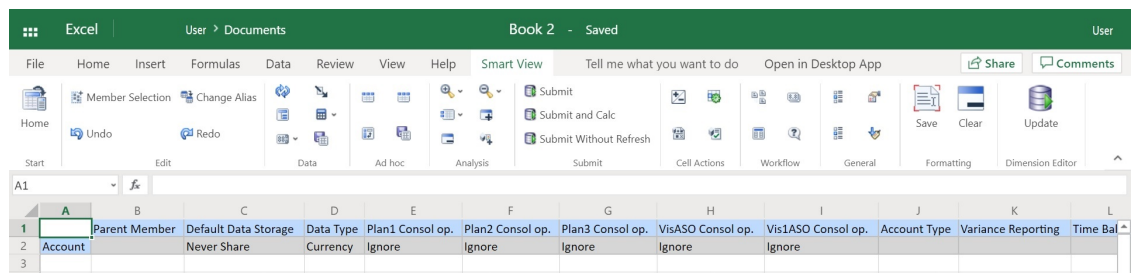 Excel User > Documents Book 2 - Saved User
File Home Insert Formulas Data Review View Help Smart View Tell me what you want to do Open in Desktop App Share Comments
Home
Member Selection Change Alias
Undo Redo
Submit
Submit and Calc
Submit Without Refresh
Save Clear Update
Start Edit Data Ad hoc Analysis Submit Cell Actions Workflow General Formatting Dimension Editor
A1 fx
A B C D E F G H I J K L
1 Parent Member Default Data Storage Data Type Plan1 Consol op. Plan2 Consol op. Plan3 Consol op. VisASO Consol op. Vis1ASO Consol op. Account Type Variance Reporting Time Bal
2 Account Never Share Currency Ignore Ignore Ignore Ignore Ignore
3